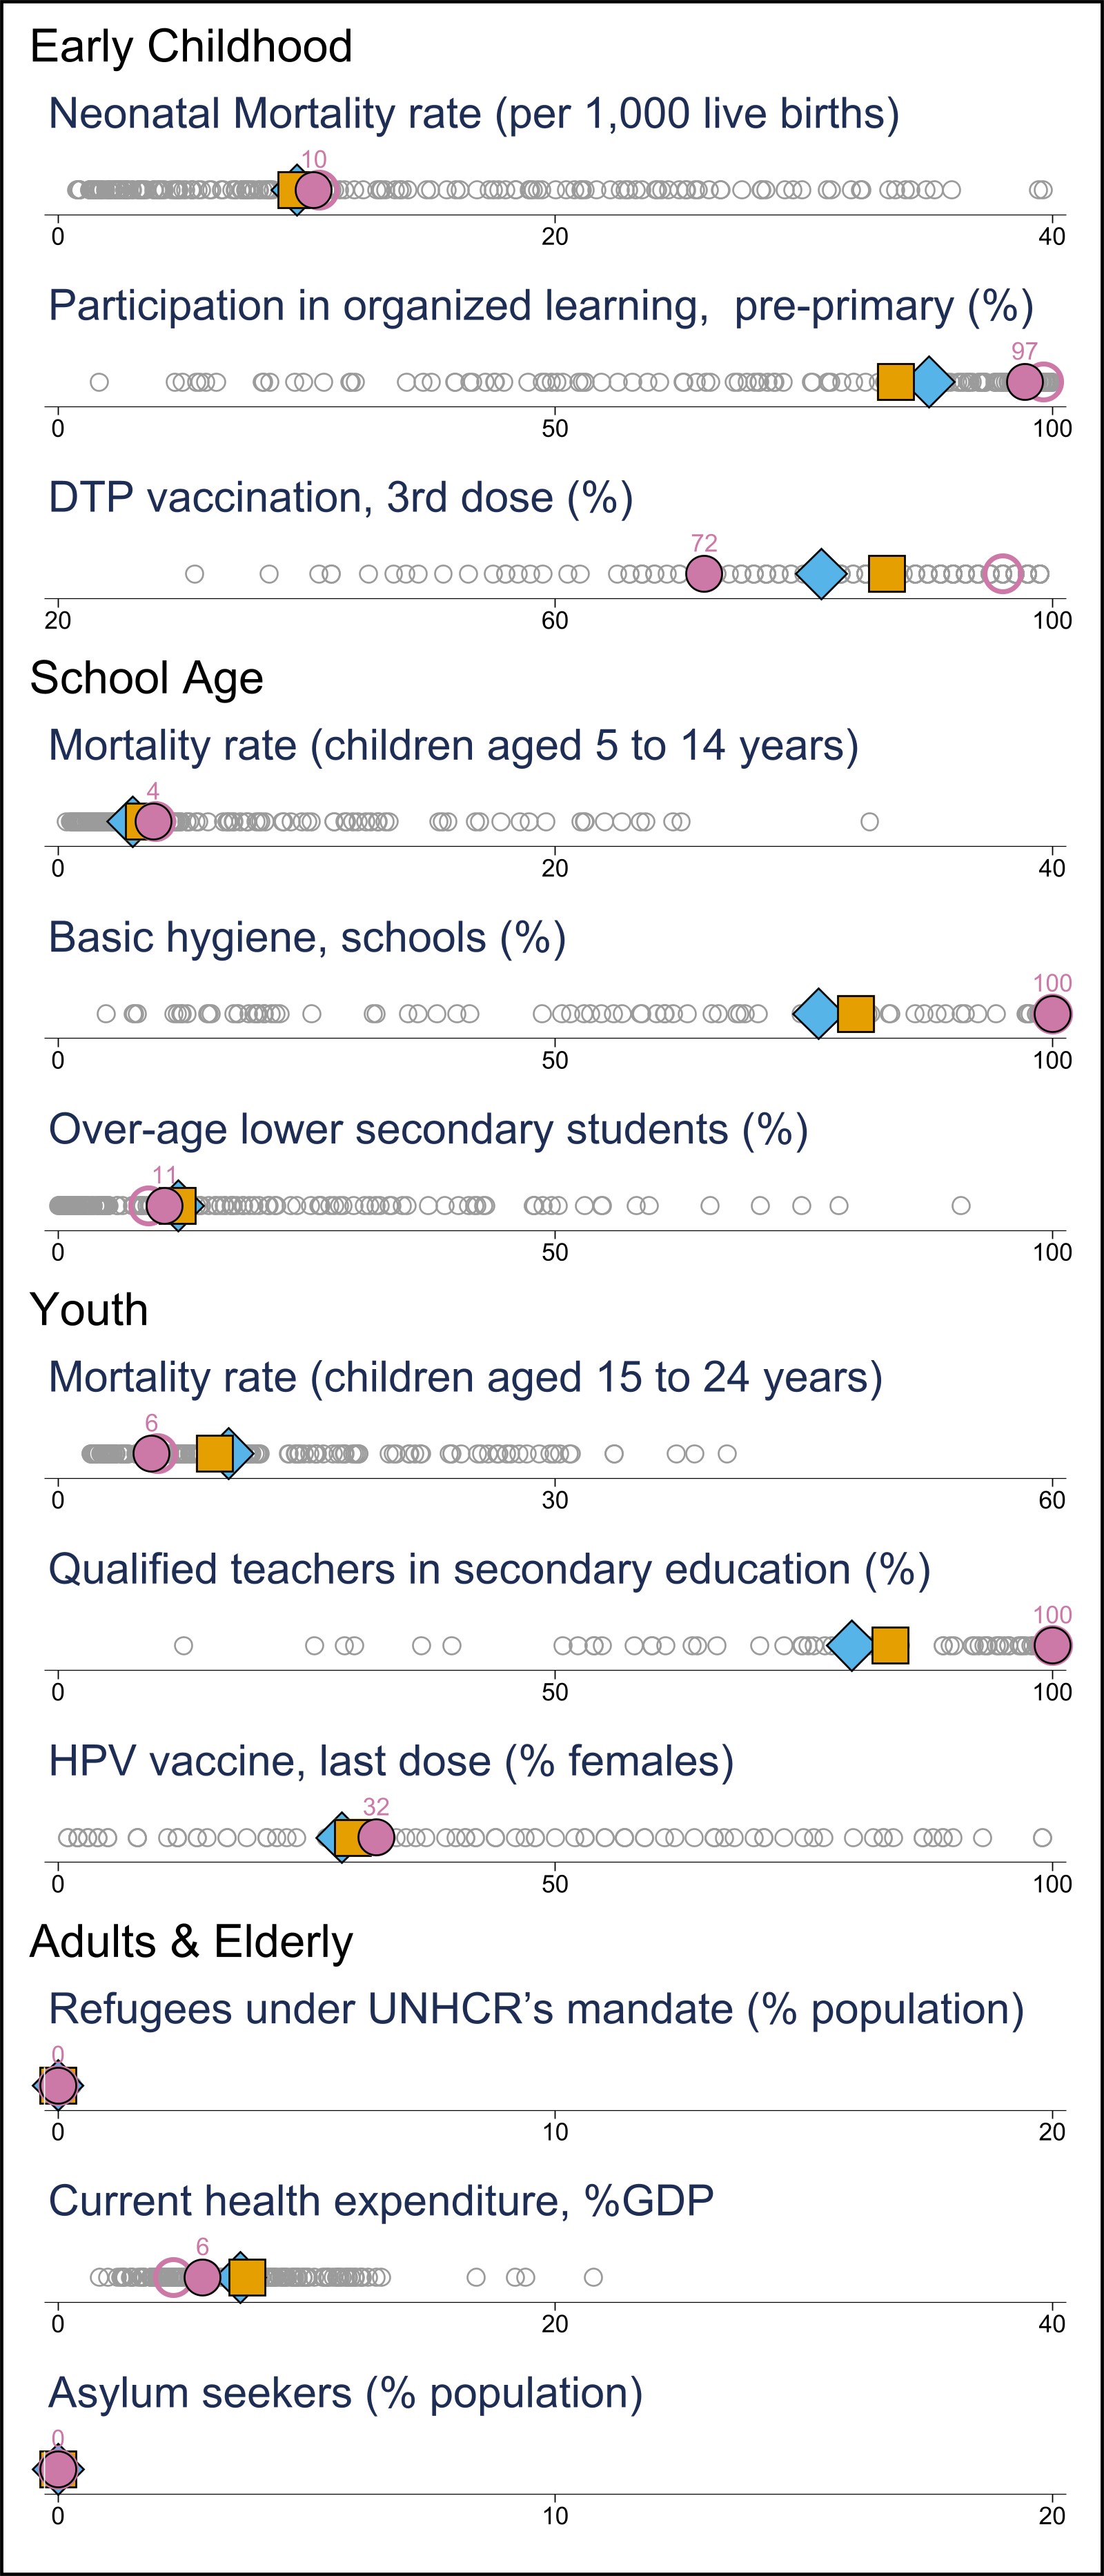 Early Childhood
Neonatal Mortality rate (per 1,000 live births)
10
0 20 40
Participation in organized learning,  pre-primary (%)
97
0 50 100
DTP vaccination, 3rd dose (%)
72
20 60 100
School Age
Mortality rate (children aged 5 to 14 years)
4
0 20 40
Basic hygiene, schools (%)
100
0 50 100
Over-age lower secondary students (%)
11
0 50 100
Youth
Mortality rate (children aged 15 to 24 years)
6
0 30 60
Qualified teachers in secondary education (%)
100
0 50 100
HPV vaccine, last dose (% females)
32
0 50 100
Adults & Elderly
Refugees under UNHCR’s mandate (% population)
0
0 10 20
Current health expenditure, %GDP
6
0 20 40
Asylum seekers (% population)
0
0 10 20